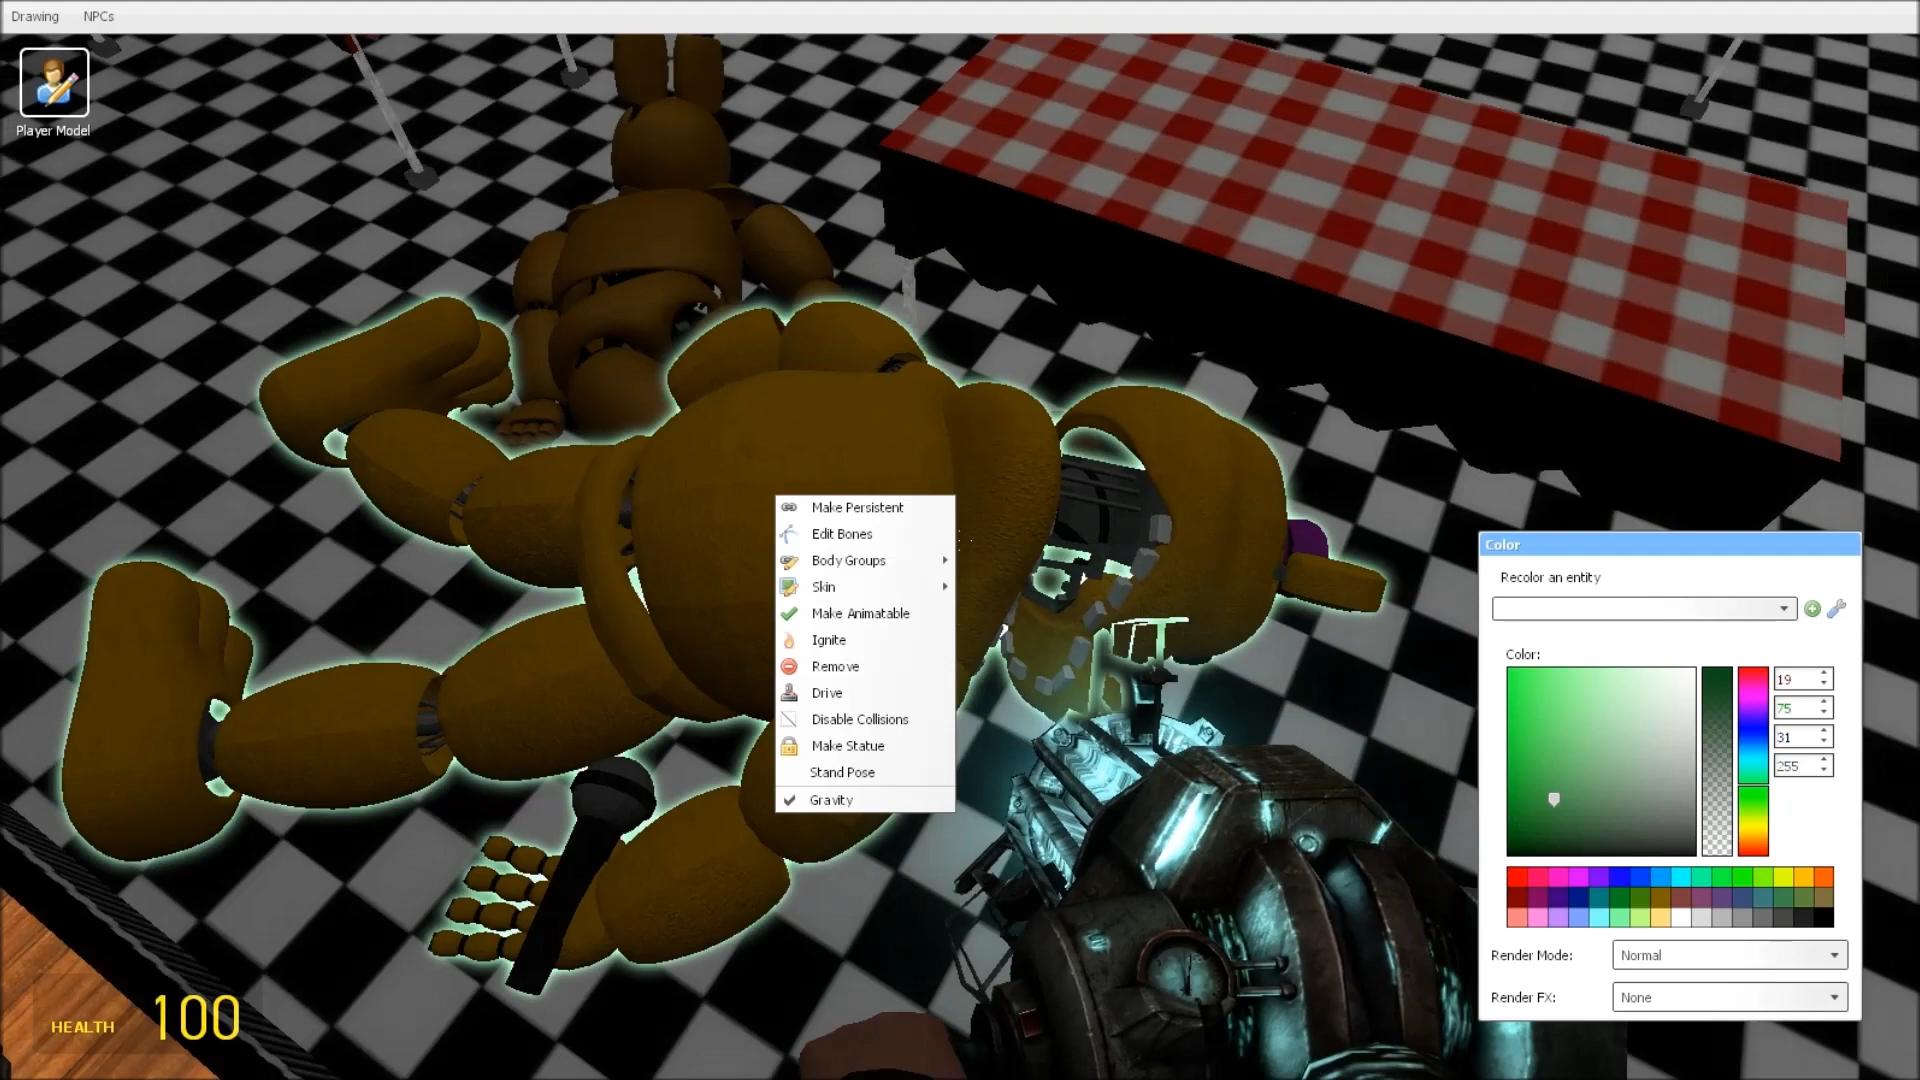 Drawing NPCs
Player Model
Make Persistent
Edit Bones
Body Groups
Skin
Make Animatable
Ignite
Remove
Drive
Disable Collisions
Make Statue
Stand Pose
Gravity
Color
Recolor an entity
Color:
19
75
31
255
Render Mode: Normal
Render FX: None
HEALTH 100